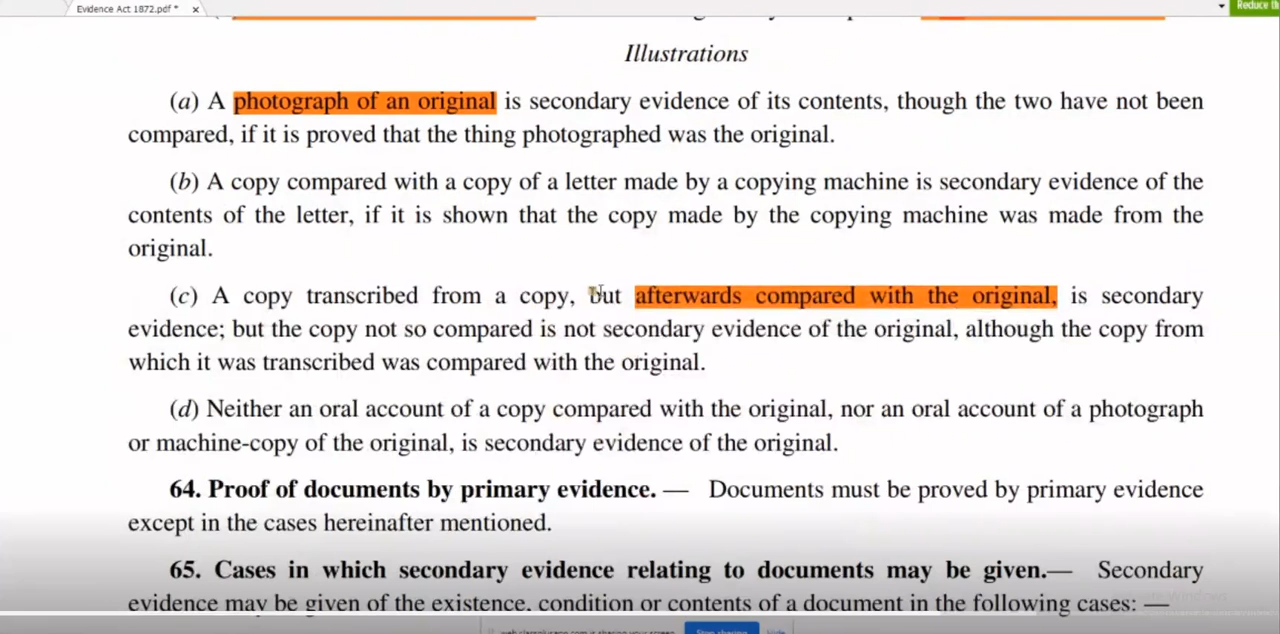 Evidence Act 1872.pdf * ×
Reduce th
Illustrations
(a) A photograph of an original is secondary evidence of its contents, though the two have not been
compared, if it is proved that the thing photographed was the original.
(b) A copy compared with a copy of a letter made by a copying machine is secondary evidence of the
contents of the letter, if it is shown that the copy made by the copying machine was made from the
original.
(c) A copy transcribed from a copy, but afterwards compared with the original, is secondary
evidence; but the copy not so compared is not secondary evidence of the original, although the copy from
which it was transcribed was compared with the original.
(d) Neither an oral account of a copy compared with the original, nor an oral account of a photograph
or machine-copy of the original, is secondary evidence of the original.
64. Proof of documents by primary evidence. — Documents must be proved by primary evidence
except in the cases hereinafter mentioned.
65. Cases in which secondary evidence relating to documents may be given.— Secondary
evidence may be given of the existence, condition or contents of a document in the following cases: —